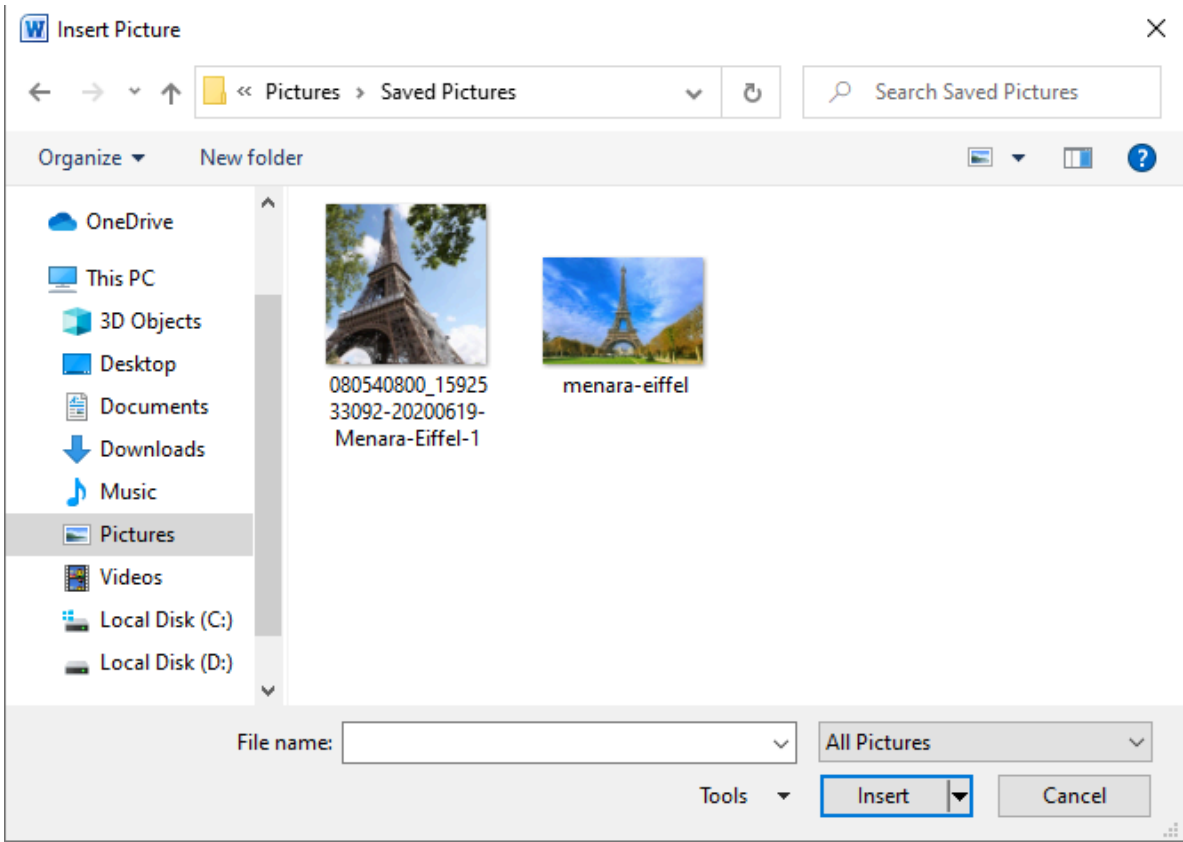 Insert Picture
« Pictures > Saved Pictures
Search Saved Pictures
Organize
New folder
?
OneDrive
This PC
3D Objects
Desktop
Documents
Downloads
Music
Pictures
Videos
Local Disk (C:)
Local Disk (D:)
080540800_15925
33092-20200619-
Menara-Eiffel-1
menara-eiffel
File name:
All Pictures
Tools
Insert
Cancel